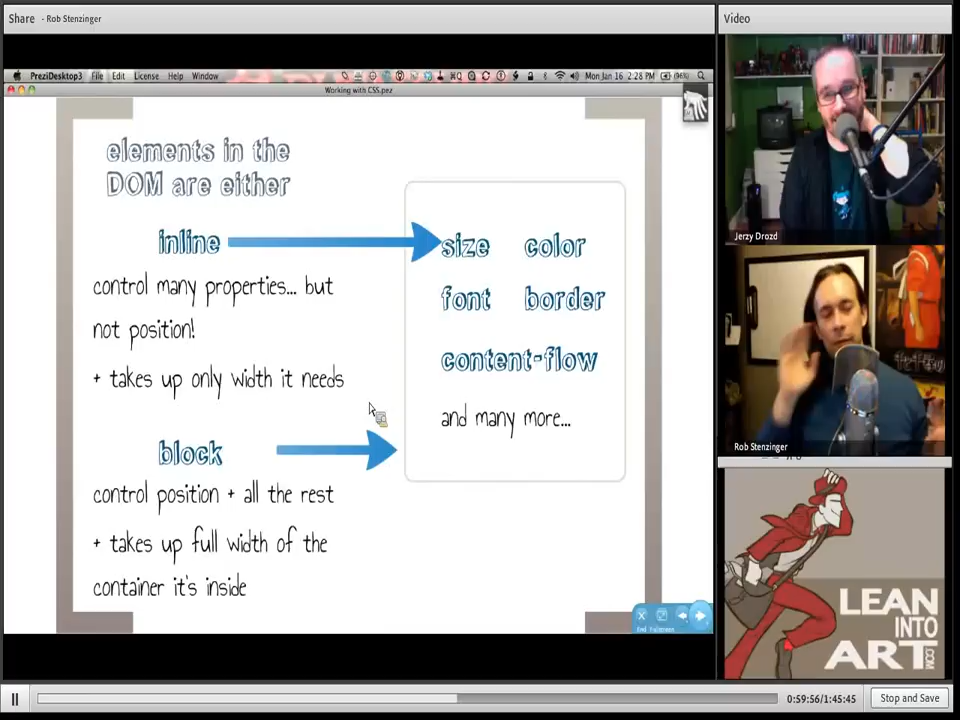 Share - Rob Stenzinger
Video
PreziDesktop3 File Edit License Help Window
Mon Jan 16 2:28 PM (96%)
Working with CSS.pez
elements in the
DOM are either
inline
control many properties... but
not position!
+ takes up only width it needs
block
control position + all the rest
+ takes up full width of the
container it's inside
size color
font border
content-flow
and many more...
End Fullscreen
Jerzy Drozd
Rob Stenzinger
LEAN
INTO
ART.COM
0:59:56/1:45:45
Stop and Save